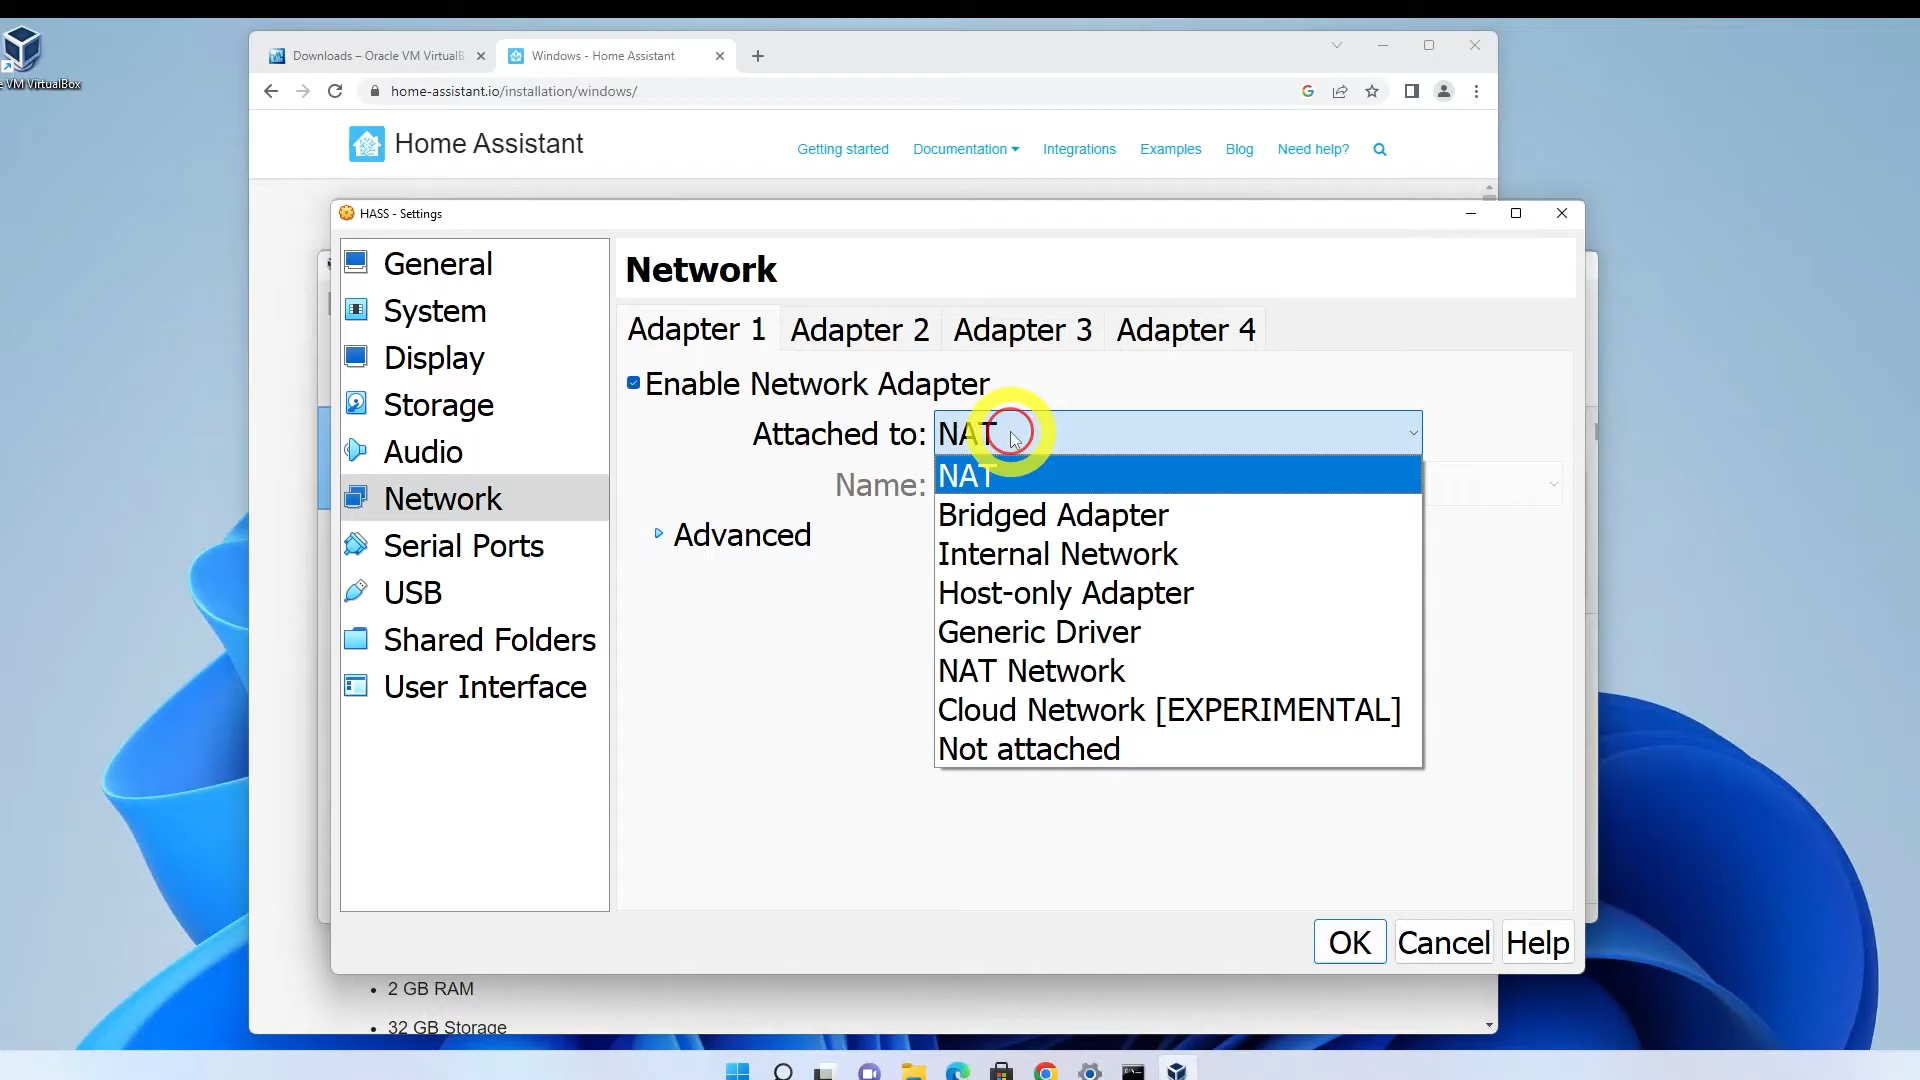 e VM VirtualBox
Downloads – Oracle VM VirtualB
Windows - Home Assistant
home-assistant.io/installation/windows/
Home Assistant
Getting started
Documentation
Integrations
Examples
Blog
Need help?
HASS - Settings
General
System
Display
Storage
Audio
Network
Serial Ports
USB
Shared Folders
User Interface
Network
Adapter 1
Adapter 2
Adapter 3
Adapter 4
Enable Network Adapter
Attached to: NAT
Name:
Advanced
NAT
Bridged Adapter
Internal Network
Host-only Adapter
Generic Driver
NAT Network
Cloud Network [EXPERIMENTAL]
Not attached
OK
Cancel
Help
• 2 GB RAM
• 32 GB Storage